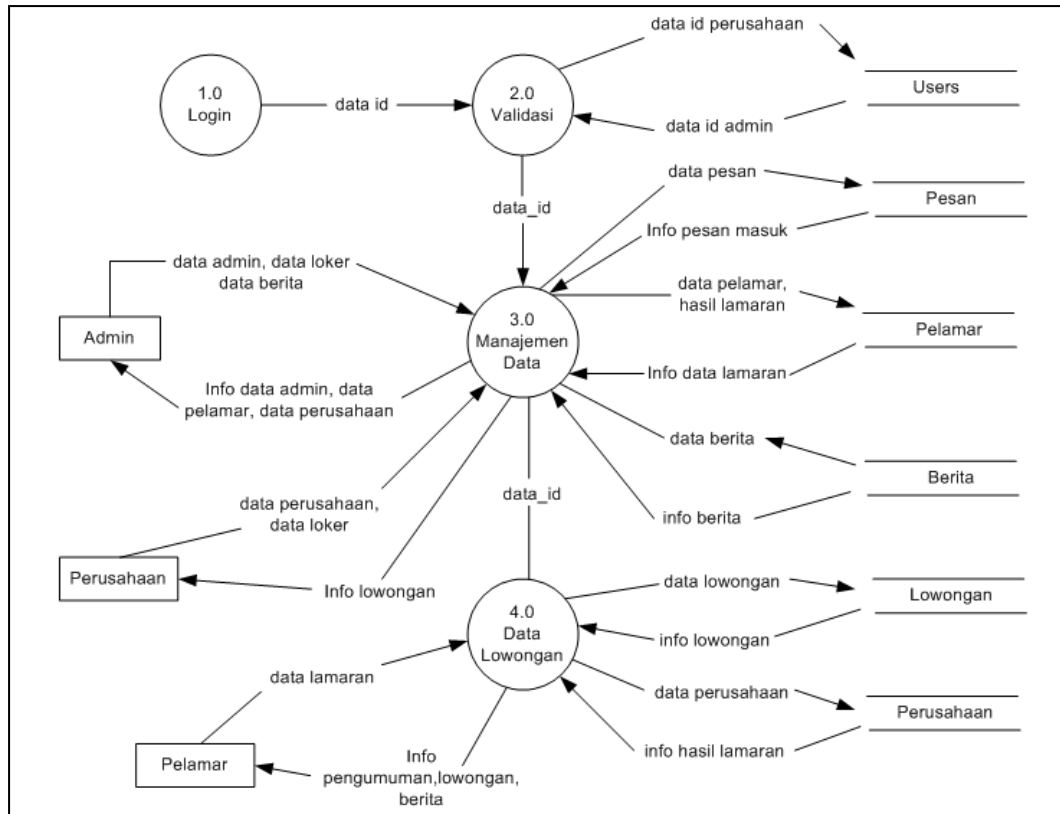 data id perusahaan
1.0
Login
data id
2.0
Validasi
Users
data id admin
data pesan
Pesan
data_id
Info pesan masuk
data admin, data loker
data berita
data pelamar,
hasil lamaran
Admin
3.0
Manajemen
Data
Pelamar
Info data lamaran
Info data admin, data
pelamar, data perusahaan
data berita
Berita
data perusahaan,
data loker
data_id
info berita
Perusahaan
Info lowongan
data lowongan
Lowongan
4.0
Data
Lowongan
info lowongan
data lamaran
data perusahaan
Perusahaan
info hasil lamaran
Pelamar
Info
pengumuman,lowongan,
berita